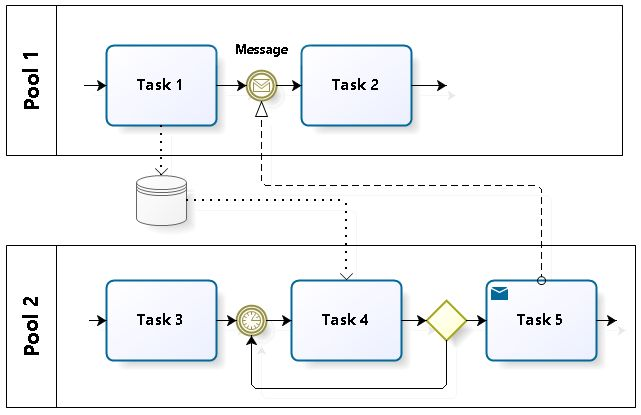 Pool 1
Message
Task 1
Task 2
Pool 2
Task 3
Task 4
Task 5